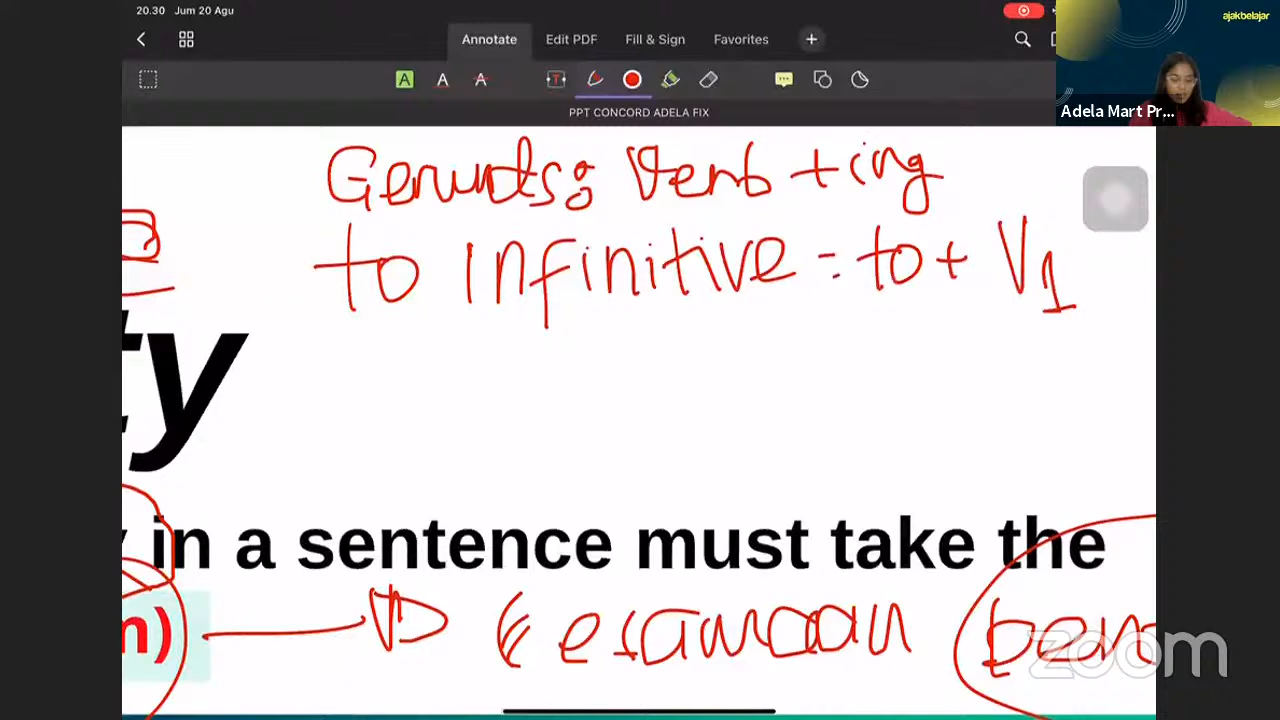 20.30 Jum 20 Agu
ajakbelajar
Annotate Edit PDF Fill & Sign Favorites
A A A T
Adela Mart Pr...
PPT CONCORD ADELA FIX
Gerunds: Verb + ing
to infinitive = to + V1
ty
in a sentence must take the
n) kesamaan
zoom